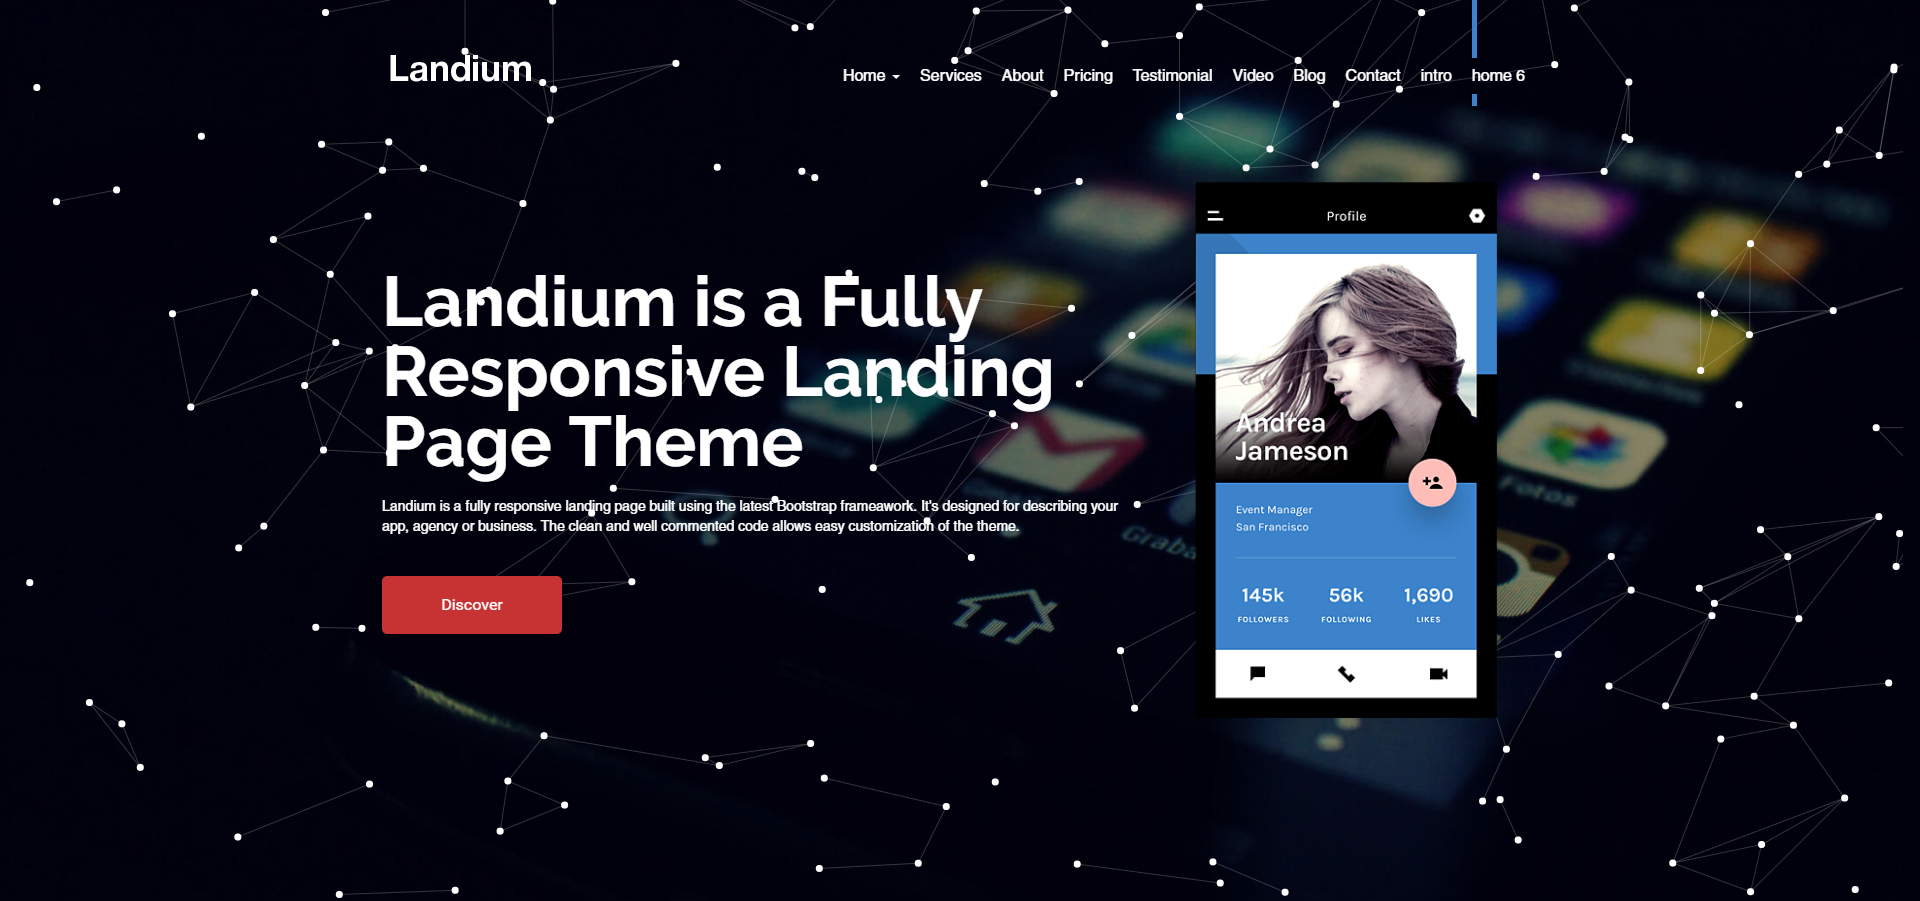 Landium
Home Services About Pricing Testimonial Video Blog Contact intro home 6
Landium is a Fully
Responsive Landing
Page Theme
Landium is a fully responsive landing page built using the latest Bootstrap frameawork. It's designed for describing your
app, agency or business. The clean and well commented code allows easy customization of the theme.
Discover
Profile
Andrea
Jameson
Event Manager
San Francisco
145k 56k 1,690
FOLLOWERS FOLLOWING LIKES
Fotos